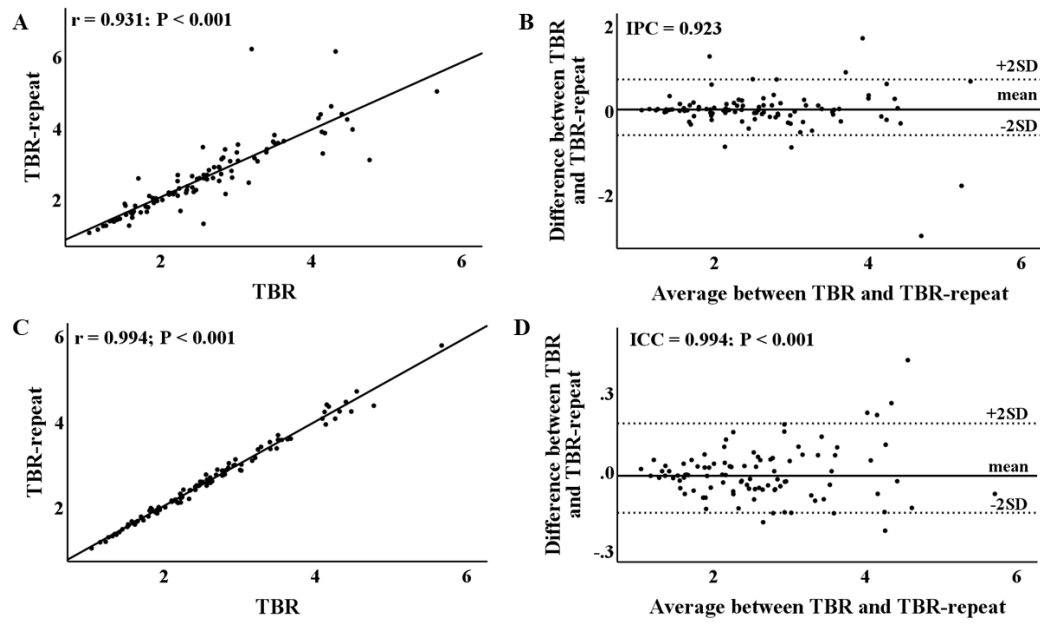 A
r = 0.931; P < 0.001
TBR-repeat
6
4
2
2
4
6
TBR
B
IPC = 0.923
Difference between TBR
and TBR-repeat
2
0
-2
+2SD
mean
-2SD
2
4
6
Average between TBR and TBR-repeat
C
r = 0.994; P < 0.001
TBR-repeat
6
4
2
2
4
6
TBR
D
ICC = 0.994; P < 0.001
Difference between TBR
and TBR-repeat
.3
.0
-.3
+2SD
mean
-2SD
2
4
6
Average between TBR and TBR-repeat